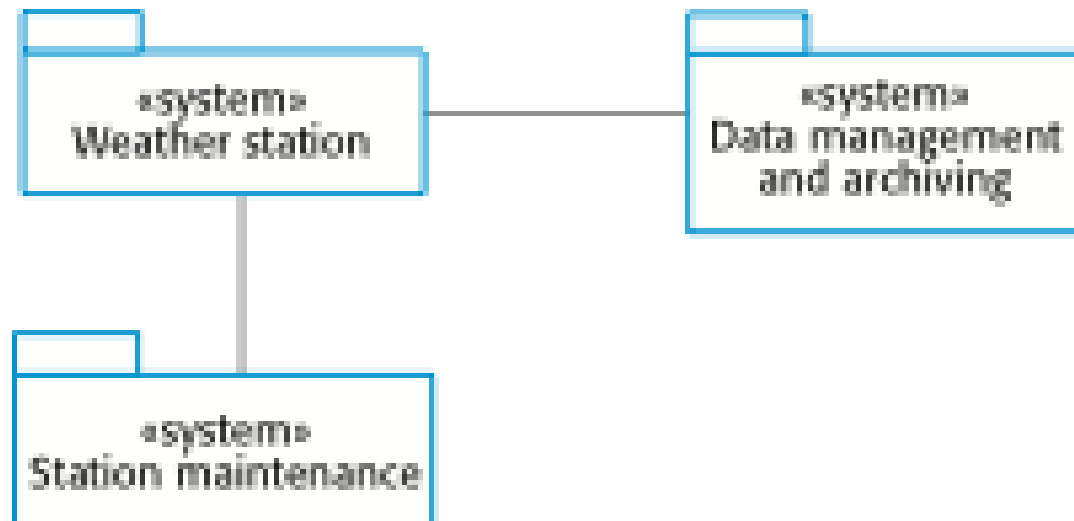 «system»
Weather station
«system»
Data management
and archiving
«system»
Station maintenance